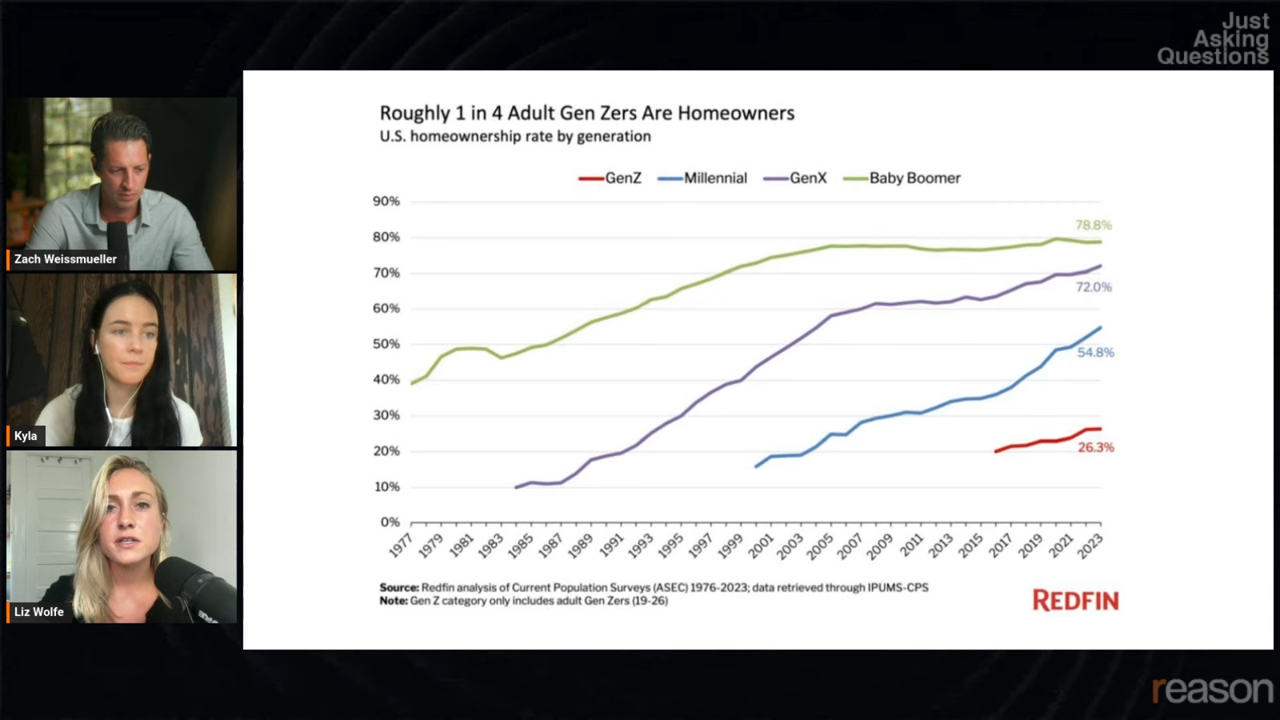 Just
Asking
Questions
Zach Weissmueller
Kyla
Liz Wolfe
Roughly 1 in 4 Adult Gen Zers Are Homeowners
U.S. homeownership rate by generation
GenZ Millennial GenX Baby Boomer
90%
80%
70%
60%
50%
40%
30%
20%
10%
0%
78.8%
72.0%
54.8%
26.3%
1977 1979 1981 1983 1985 1987 1989 1991 1993 1995 1997 1999 2001 2003 2005 2007 2009 2011 2013 2015 2017 2019 2021 2023
Source: Redfin analysis of Current Population Surveys (ASEC) 1976-2023; data retrieved through IPUMS-CPS
Note: Gen Z category only includes adult Gen Zers (19-26)
REDFIN
reason